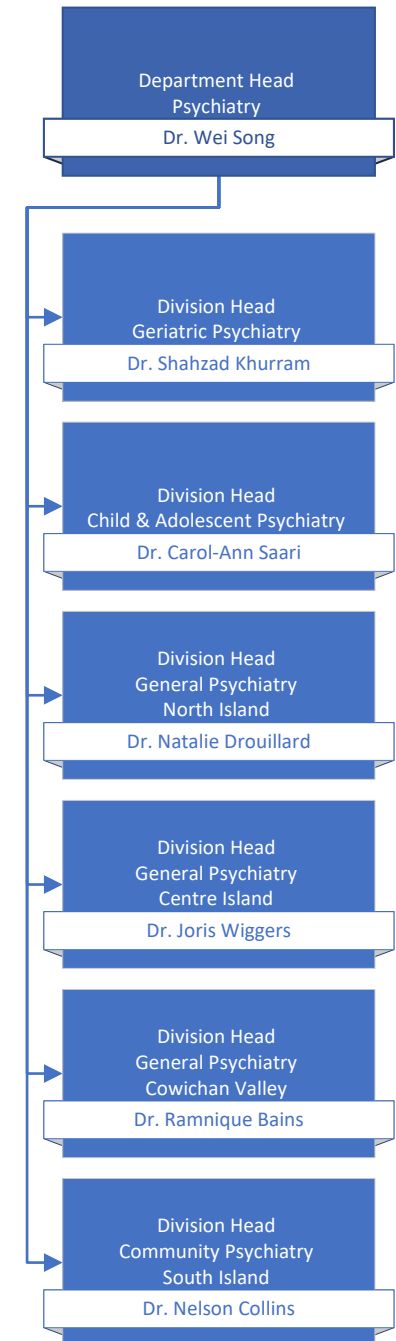 Department Head
Psychiatry
Dr. Wei Song
Division Head
Geriatric Psychiatry
Dr. Shahzad Khurram
Division Head
Child & Adolescent Psychiatry
Dr. Carol-Ann Saari
Division Head
General Psychiatry
North Island
Dr. Natalie Drouillard
Division Head
General Psychiatry
Centre Island
Dr. Joris Wiggers
Division Head
General Psychiatry
Cowichan Valley
Dr. Ramnique Bains
Division Head
Community Psychiatry
South Island
Dr. Nelson Collins